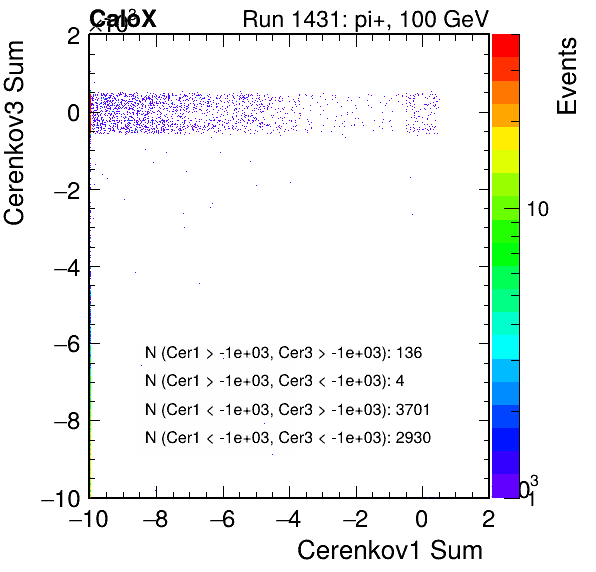 ×10³
CaloX
Run 1431: pi+, 100 GeV
Cerenkov3 Sum
Events
2
0
−2
−4
−6
−8
−10
10
1
10³
N (Cer1 > -1e+03, Cer3 > -1e+03): 136
N (Cer1 > -1e+03, Cer3 < -1e+03): 4
N (Cer1 < -1e+03, Cer3 > -1e+03): 3701
N (Cer1 < -1e+03, Cer3 < -1e+03): 2930
−10 −8 −6 −4 −2 0 2
Cerenkov1 Sum